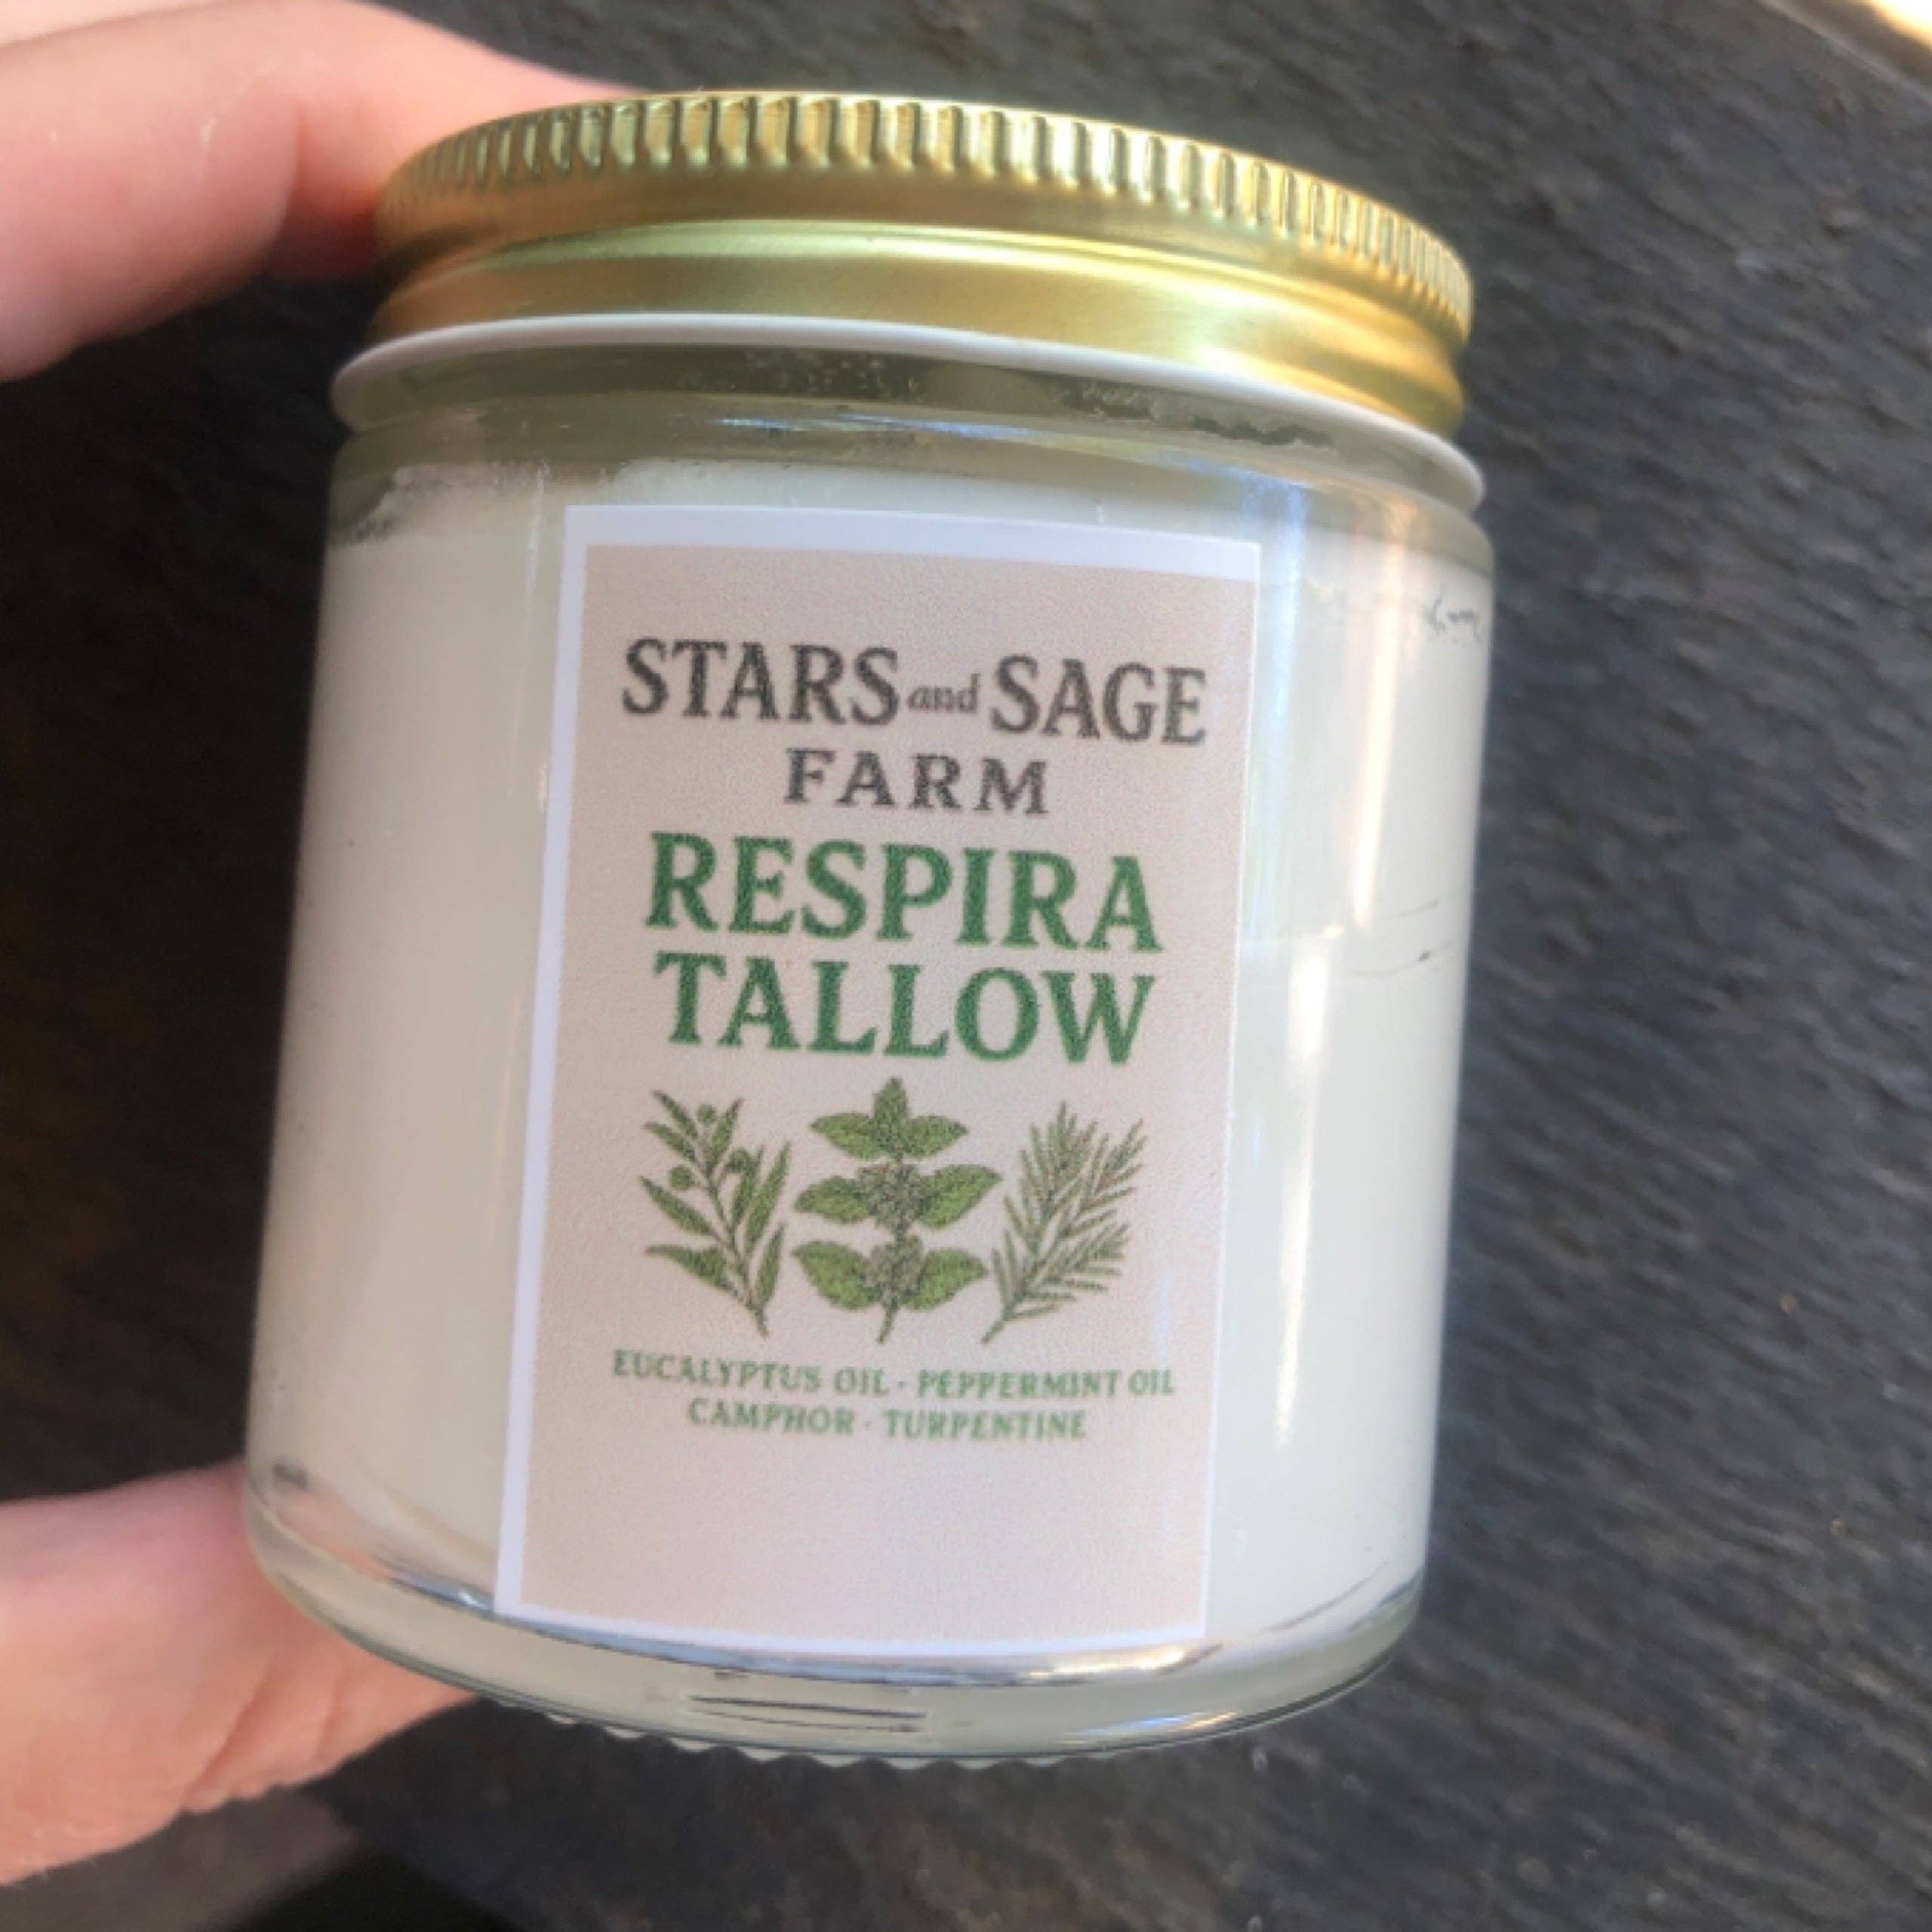 STARS and SAGE
FARM
RESPIRA
TALLOW
EUCALYPTUS OIL · PEPPERMINT OIL
CAMPHOR · TURPENTINE